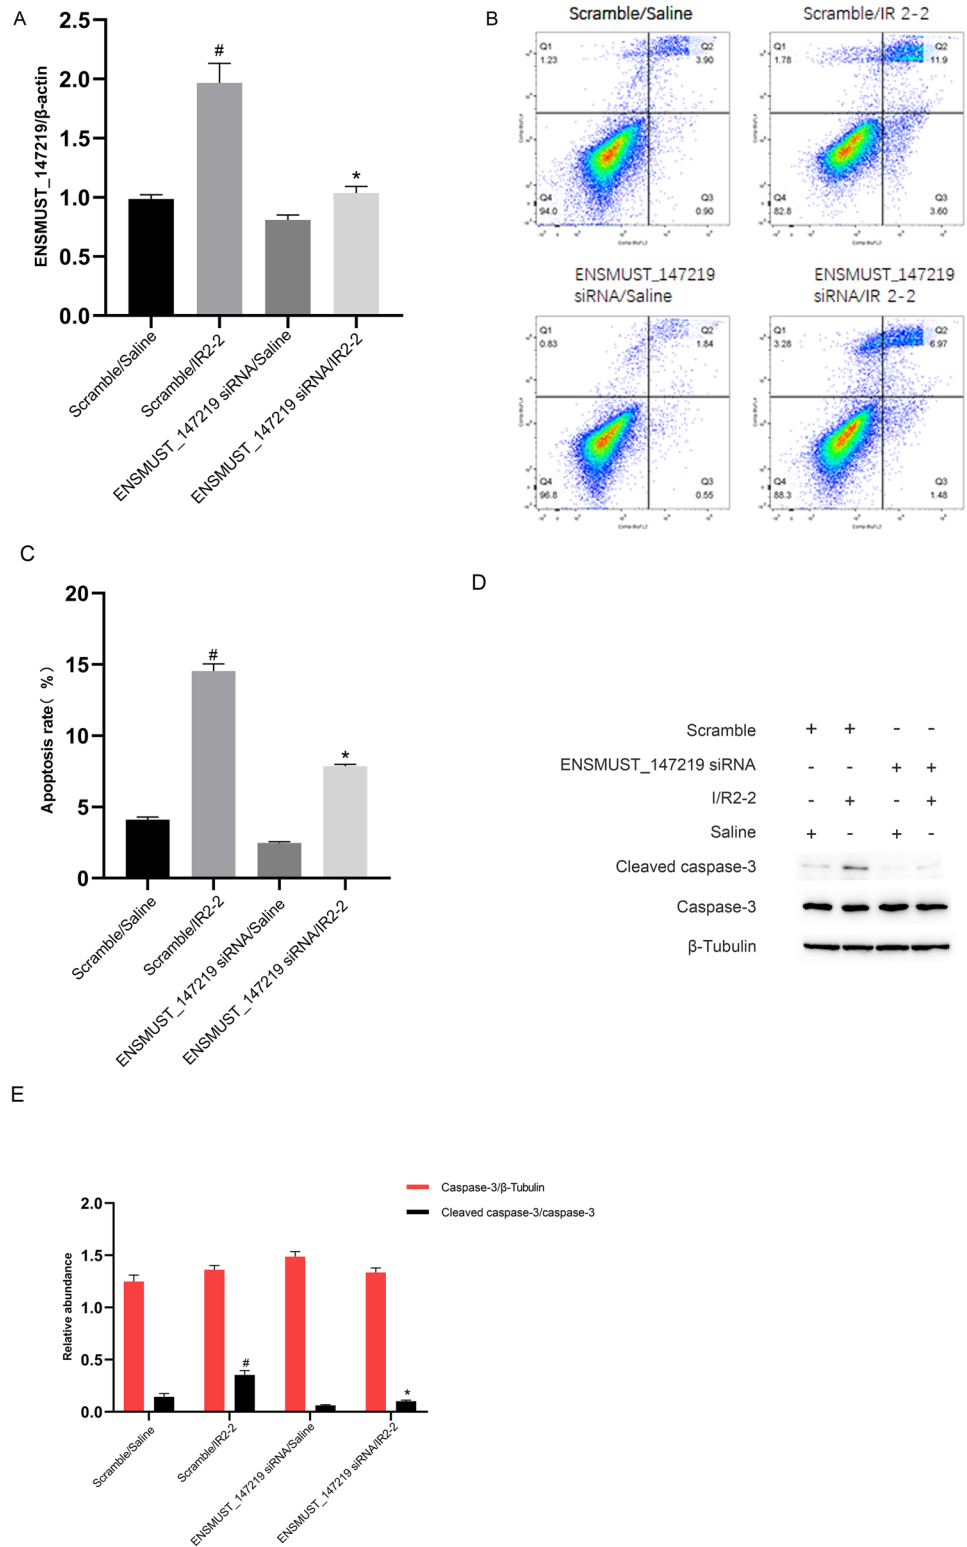 A
2.5
2.0
1.5
1.0
0.5
0.0
ENSMUST_147219/β-actin
#
*
Scramble/Saline
Scramble/IR2-2
ENSMUST_147219 siRNA/Saline
ENSMUST_147219 siRNA/IR2-2
B
Scramble/Saline
Q1
1.23
Q2
3.90
Q4
94.0
Q3
0.90
Scramble/IR 2-2
Q1
1.78
Q2
11.9
Q4
82.8
Q3
3.60
ENSMUST_147219
siRNA/Saline
Q1
0.83
Q2
1.84
Q4
96.8
Q3
0.55
ENSMUST_147219
siRNA/IR 2-2
Q1
3.28
Q2
6.97
Q4
88.3
Q3
1.48
C
20
15
10
5
0
Apoptosis rate( %)
#
*
Scramble/Saline
Scramble/IR2-2
ENSMUST_147219 siRNA/Saline
ENSMUST_147219 siRNA/IR2-2
D
Scramble + + - -
ENSMUST_147219 siRNA - - + +
I/R2-2 - + - +
Saline + - + -
Cleaved caspase-3
Caspase-3
β-Tubulin
E
Caspase-3/β-Tubulin
Cleaved caspase-3/caspase-3
2.0
1.5
1.0
0.5
0.0
Relative abundance
#
*
Scramble/Saline
Scramble/IR2-2
ENSMUST_147219 siRNA/Saline
ENSMUST_147219 siRNA/IR2-2